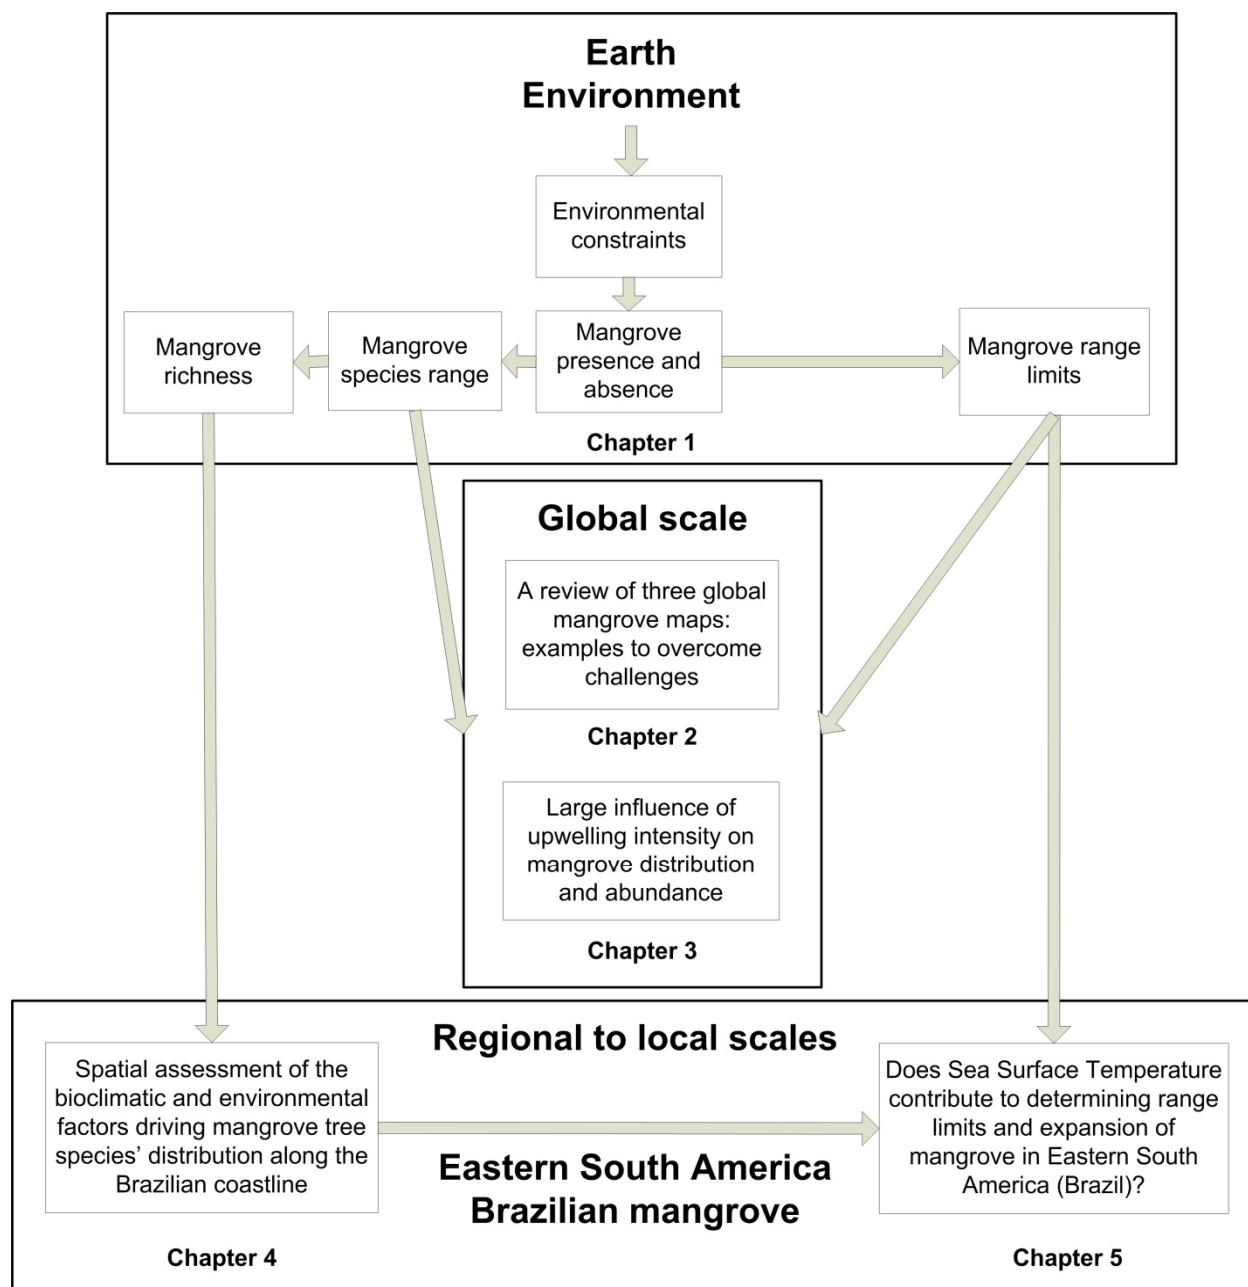 Earth
Environment
Environmental
constraints
Mangrove
richness
Mangrove
species range
Mangrove
presence and
absence
Mangrove range
limits
Chapter 1
Global scale
A review of three global
mangrove maps:
examples to overcome
challenges
Chapter 2
Large influence of
upwelling intensity on
mangrove distribution
and abundance
Chapter 3
Regional to local scales
Spatial assessment of the
bioclimatic and environmental
factors driving mangrove tree
species’ distribution along the
Brazilian coastline
Chapter 4
Eastern South America
Brazilian mangrove
Does Sea Surface Temperature
contribute to determining range
limits and expansion of
mangrove in Eastern South
America (Brazil)?
Chapter 5